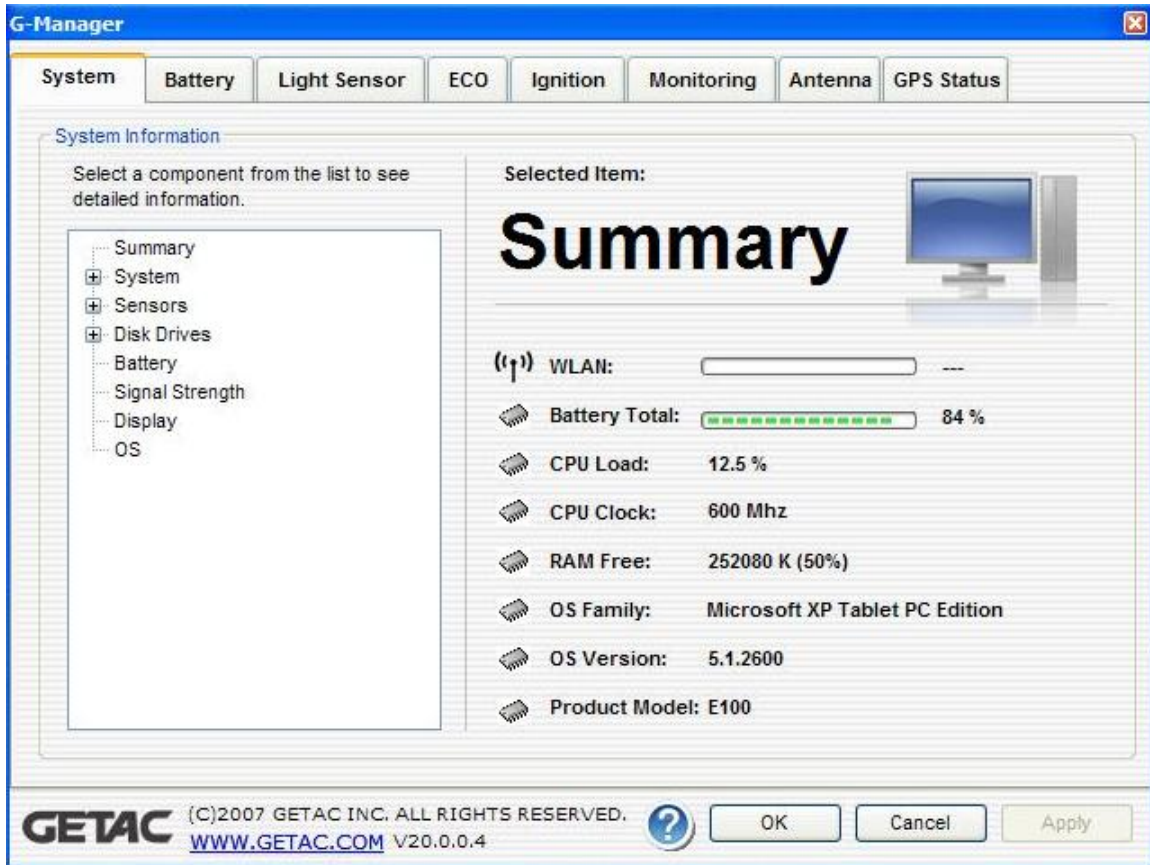 G-Manager
System Battery Light Sensor ECO Ignition Monitoring Antenna GPS Status
System Information
Select a component from the list to see
detailed information.
Summary
System
Sensors
Disk Drives
Battery
Signal Strength
Display
OS
Selected Item:
Summary
WLAN: ---
Battery Total: 84 %
CPU Load: 12.5 %
CPU Clock: 600 Mhz
RAM Free: 252080 K (50%)
OS Family: Microsoft XP Tablet PC Edition
OS Version: 5.1.2600
Product Model: E100
GETAC (C)2007 GETAC INC. ALL RIGHTS RESERVED.
WWW.GETAC.COM V20.0.0.4
? OK Cancel Apply